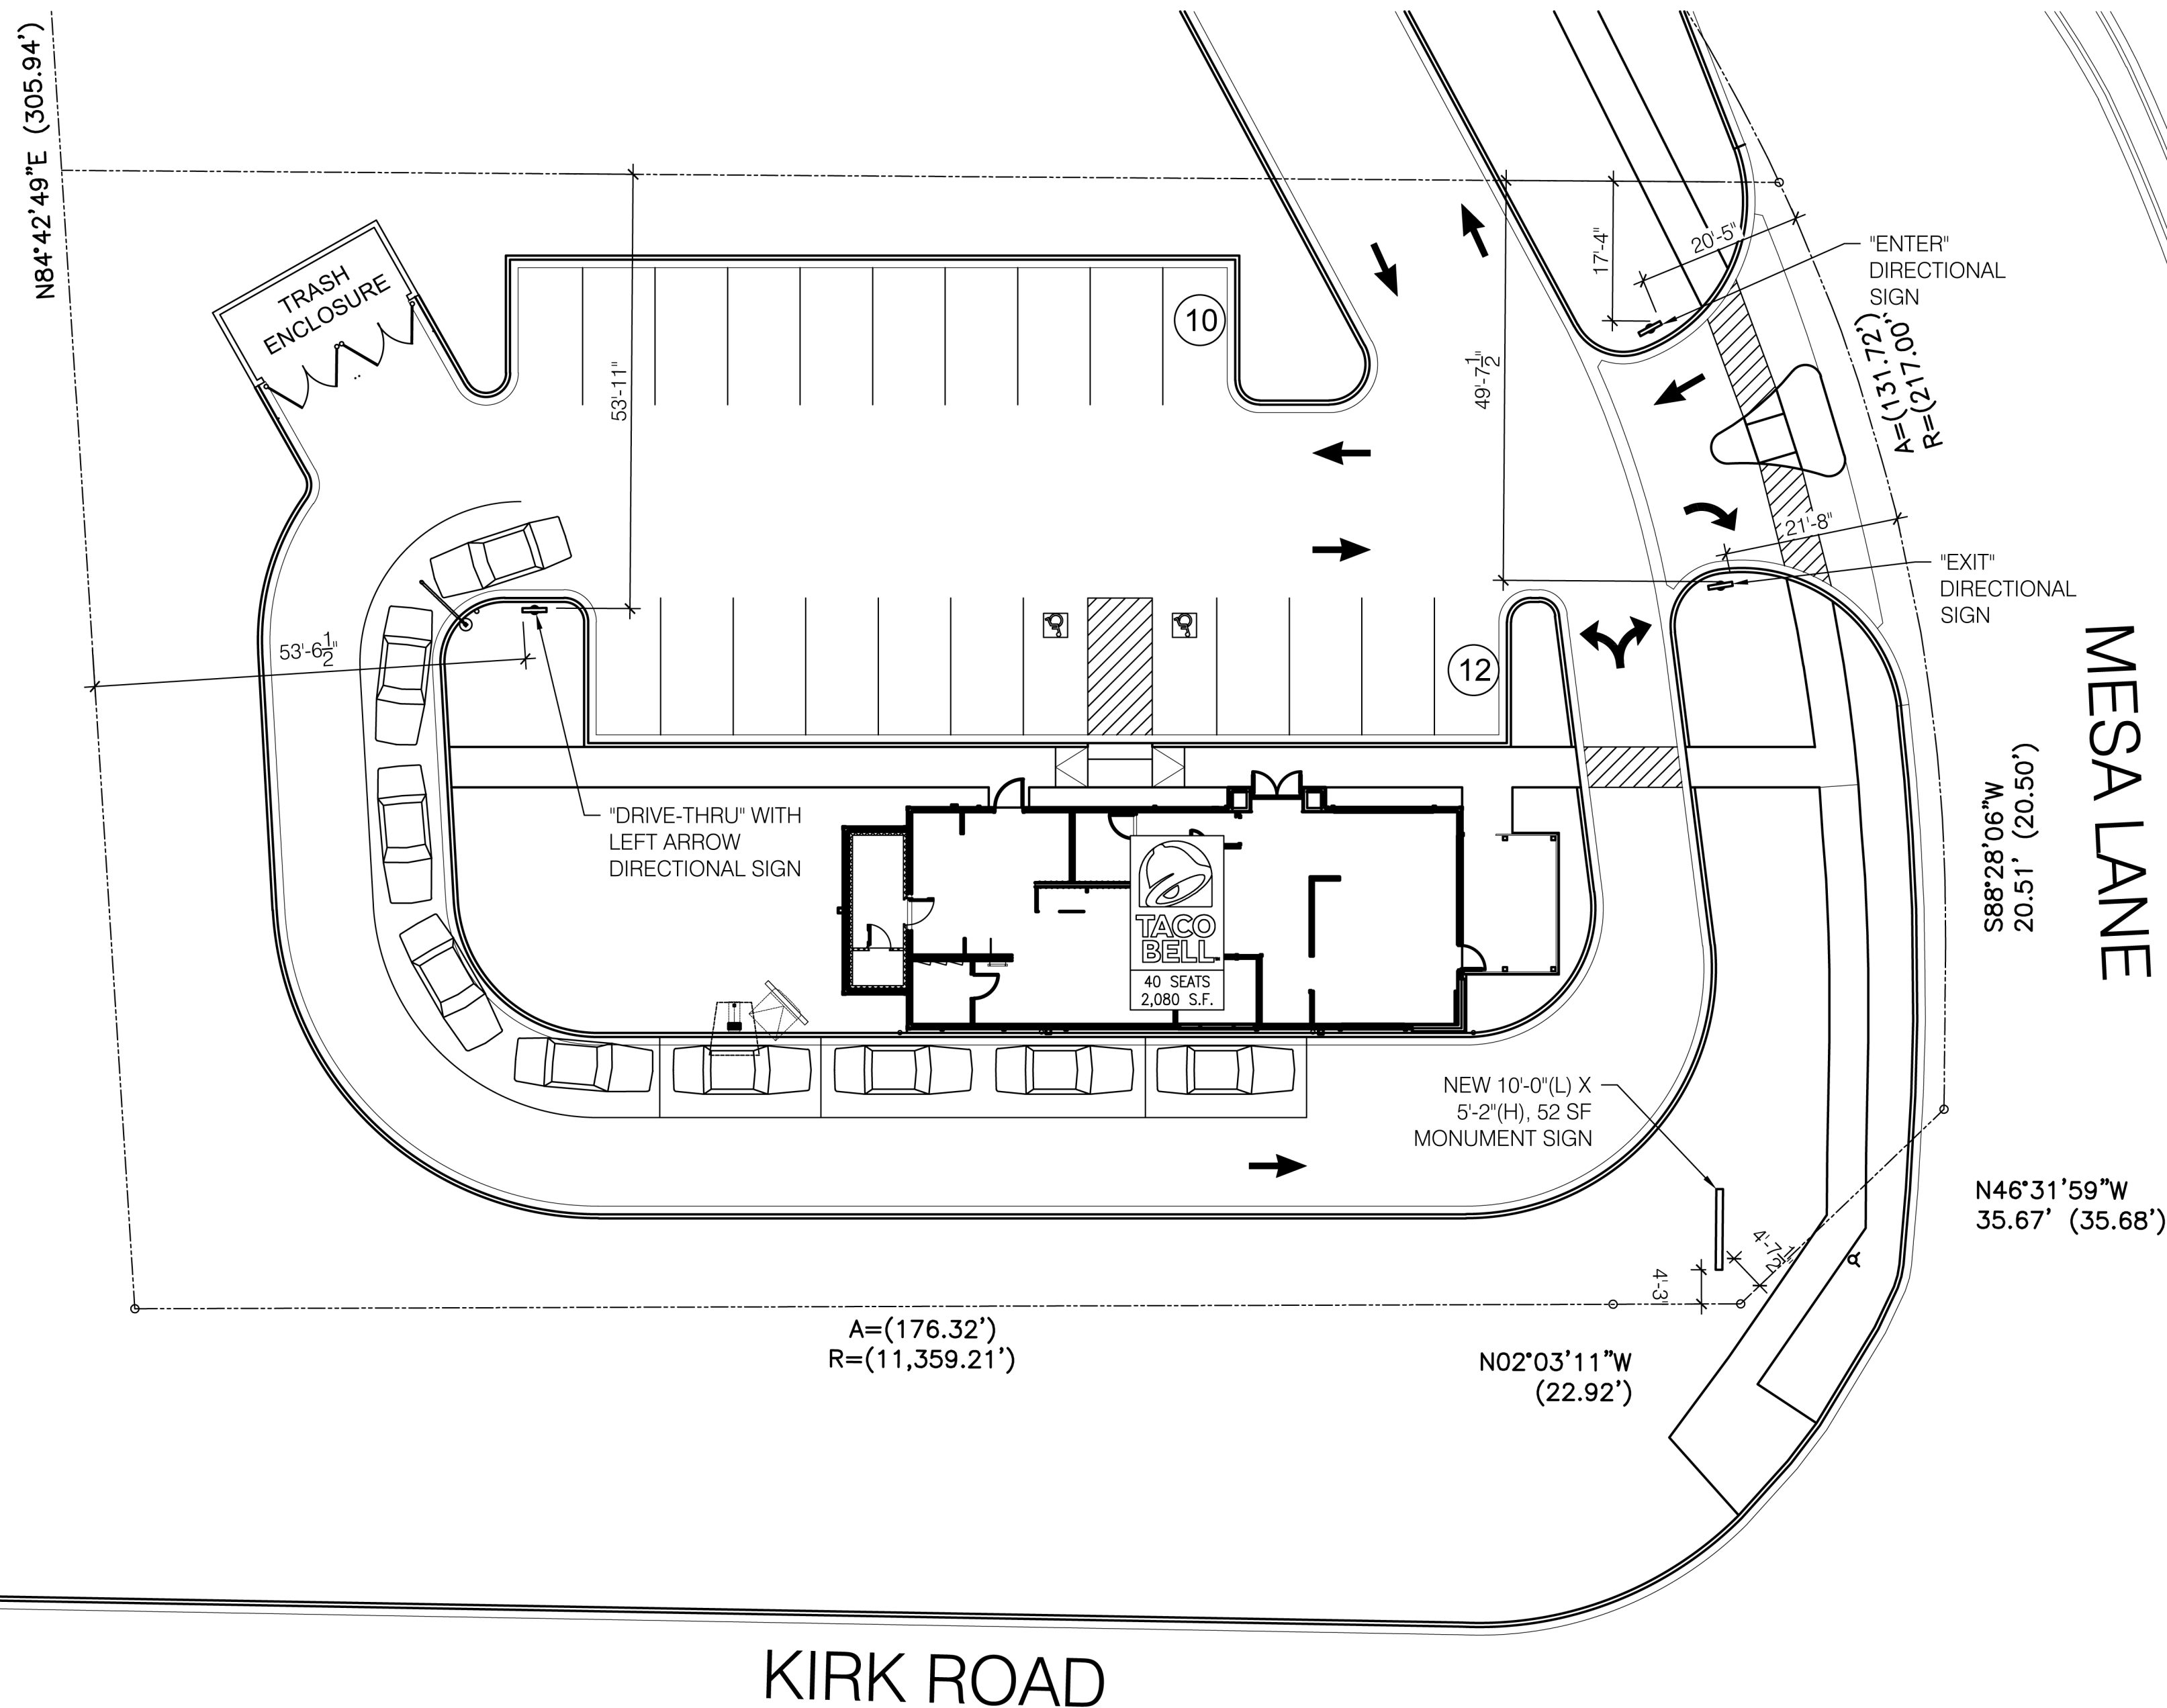 N84°42'49"E (305.94')
TRASH
ENCLOSURE
10
53'-11"
49'-7 1/2"
17'-4"
20'-5"
"ENTER"
DIRECTIONAL
SIGN
A=(131.72')
R=(217.00'
21'-8"
"EXIT"
DIRECTIONAL
SIGN
53'-6 1/2"
12
"DRIVE-THRU" WITH
LEFT ARROW
DIRECTIONAL SIGN
TACO
BELL
40 SEATS
2,080 S.F.
MESA LANE
S88°28'06"W
20.51' (20.50')
NEW 10'-0"(L) X
5'-2"(H), 52 SF
MONUMENT SIGN
N46°31'59"W
35.67' (35.68')
4'-7 1/2"
4'-3"
A=(176.32')
R=(11,359.21')
N02°03'11"W
(22.92')
KIRK ROAD